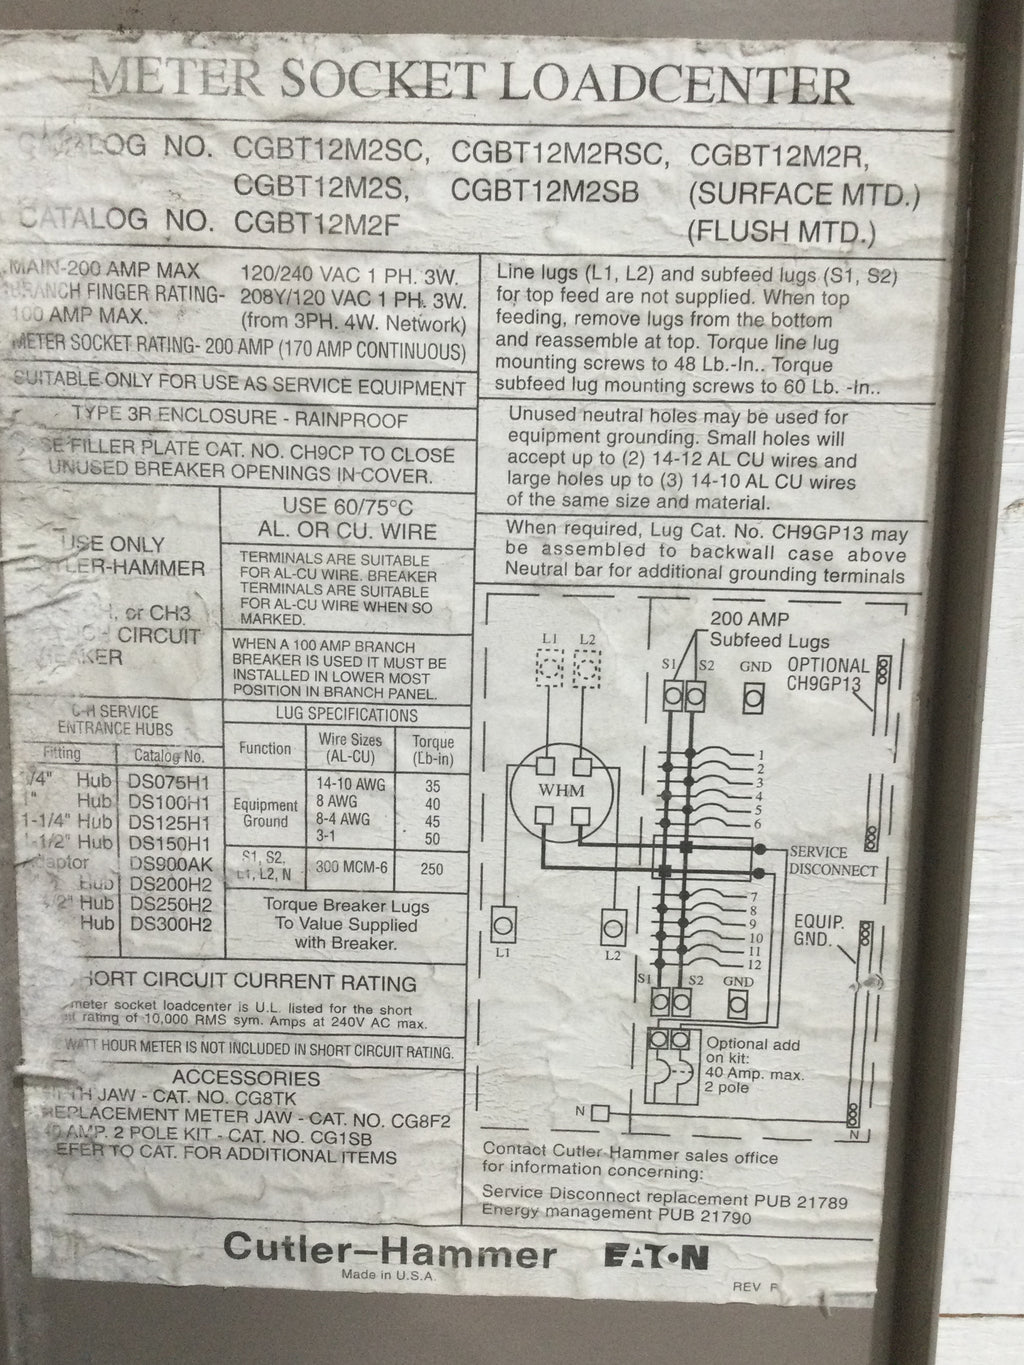 METER SOCKET LOADCENTER
CATALOG NO. CGBT12M2SC, CGBT12M2RSC, CGBT12M2R,
CGBT12M2S, CGBT12M2SB (SURFACE MTD.)
CATALOG NO. CGBT12M2F (FLUSH MTD.)
MAIN-200 AMP MAX 120/240 VAC 1 PH. 3W.
BRANCH FINGER RATING- 208Y/120 VAC 1 PH. 3W.
100 AMP MAX. (from 3PH. 4W. Network)
METER SOCKET RATING- 200 AMP (170 AMP CONTINUOUS)
SUITABLE ONLY FOR USE AS SERVICE EQUIPMENT
TYPE 3R ENCLOSURE - RAINPROOF
SE FILLER PLATE CAT. NO. CH9CP TO CLOSE
UNUSED BREAKER OPENINGS IN COVER.
USE ONLY
TLER-HAMMER
H, or CH3
CH CIRCUIT
EAKER
USE 60/75°C
AL. OR CU. WIRE
TERMINALS ARE SUITABLE
FOR AL-CU WIRE. BREAKER
TERMINALS ARE SUITABLE
FOR AL-CU WIRE WHEN SO
MARKED.
WHEN A 100 AMP BRANCH
BREAKER IS USED IT MUST BE
INSTALLED IN LOWER MOST
POSITION IN BRANCH PANEL.
C-H SERVICE
ENTRANCE HUBS
Fitting Catalog No.
/4" Hub DS075H1
1" Hub DS100H1
1-1/4" Hub DS125H1
1-1/2" Hub DS150H1
Adaptor DS900AK
Hub DS200H2
/2" Hub DS250H2
Hub DS300H2
LUG SPECIFICATIONS
Function Wire Sizes (AL-CU) Torque (Lb-in)
Equipment Ground
14-10 AWG 35
8 AWG 40
8-4 AWG 45
3-1 50
S1, S2,
L1, L2, N 300 MCM-6 250
Torque Breaker Lugs
To Value Supplied
with Breaker.
HORT CIRCUIT CURRENT RATING
meter socket loadcenter is U.L. listed for the short
rating of 10,000 RMS sym. Amps at 240V AC max.
WATT HOUR METER IS NOT INCLUDED IN SHORT CIRCUIT RATING.
ACCESSORIES
TH JAW - CAT. NO. CG8TK
REPLACEMENT METER JAW - CAT. NO. CG8F2
0 AMP. 2 POLE KIT - CAT. NO. CG1SB
EFER TO CAT. FOR ADDITIONAL ITEMS
Line lugs (L1, L2) and subfeed lugs (S1, S2)
for top feed are not supplied. When top
feeding, remove lugs from the bottom
and reassemble at top. Torque line lug
mounting screws to 48 Lb.-In.. Torque
subfeed lug mounting screws to 60 Lb. -In..
Unused neutral holes may be used for
equipment grounding. Small holes will
accept up to (2) 14-12 AL CU wires and
large holes up to (3) 14-10 AL CU wires
of the same size and material.
When required, Lug Cat. No. CH9GP13 may
be assembled to backwall case above
Neutral bar for additional grounding terminals
200 AMP
Subfeed Lugs
L1 L2
S1 S2 GND
OPTIONAL
CH9GP13
WHM
1
2
3
4
5
6
SERVICE
DISCONNECT
7
8
9
10
11
12
EQUIP.
GND.
L1 L2
S1 S2 GND
Optional add
on kit:
40 Amp. max.
2 pole
N
N
Contact Cutler-Hammer sales office
for information concerning:
Service Disconnect replacement PUB 21789
Energy management PUB 21790
Cutler-Hammer EATON
Made in U.S.A.
REV F